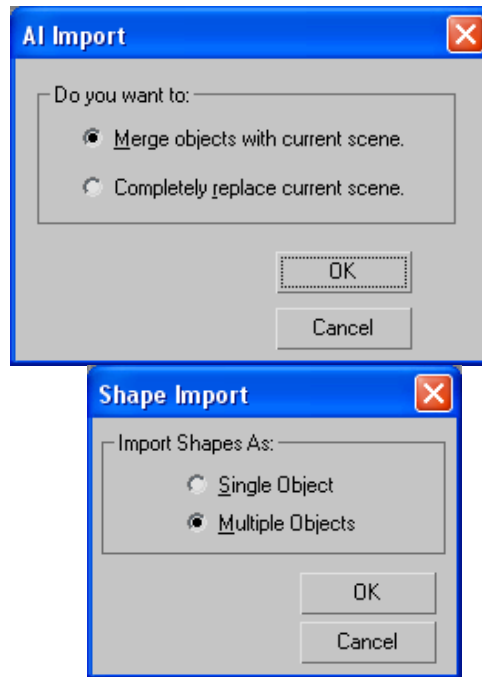 AI Import
Do you want to:
Merge objects with current scene.
Completely replace current scene.
OK
Cancel
Shape Import
Import Shapes As:
Single Object
Multiple Objects
OK
Cancel